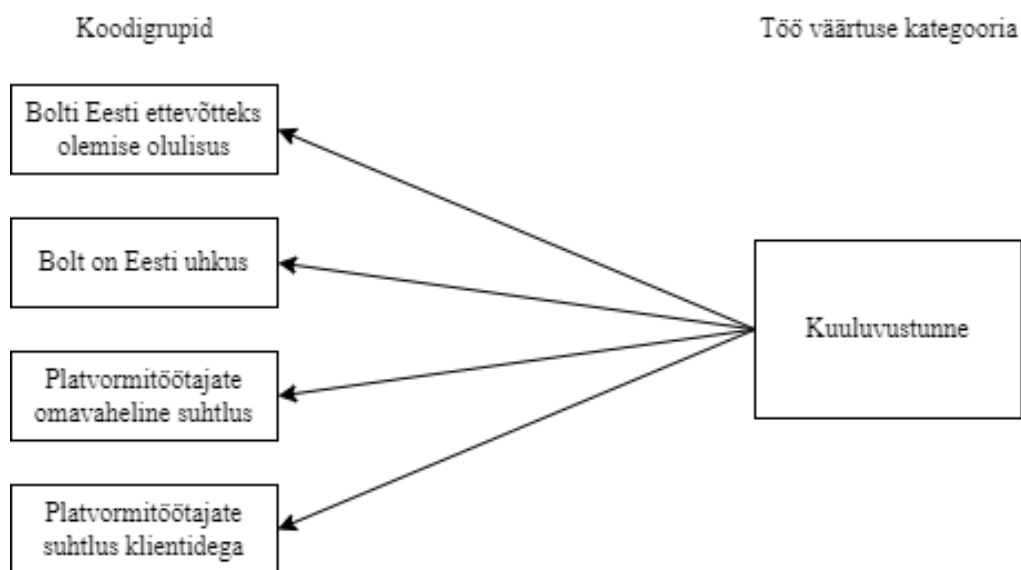 Koodigrupid
Töö väärtuse kategooria
Bolti Eesti ettevõtteks
olemise olulisus
Bolt on Eesti uhkus
Platvormitöötajate
omavaheline suhtlus
Platvormitöötajate
suhtlus klientidega
Kuuluvustunne